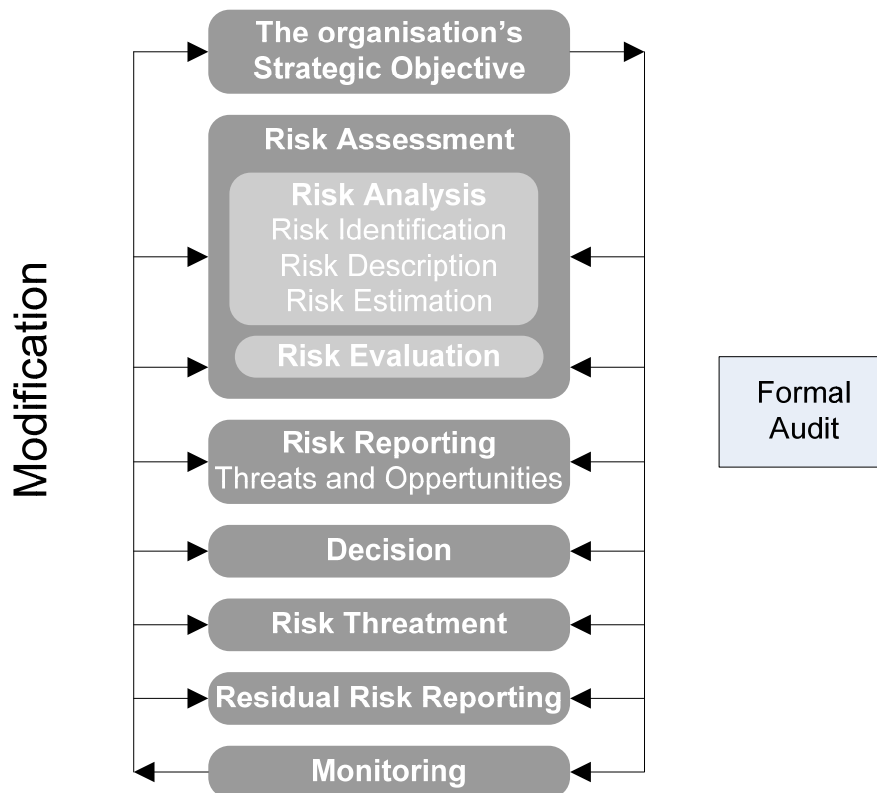 The organisation's
Strategic Objective
Risk Assessment
Risk Analysis
Risk Identification
Risk Description
Risk Estimation
Risk Evaluation
Risk Reporting
Threats and Oppertunities
Decision
Risk Threatment
Residual Risk Reporting
Monitoring
Modification
Formal
Audit